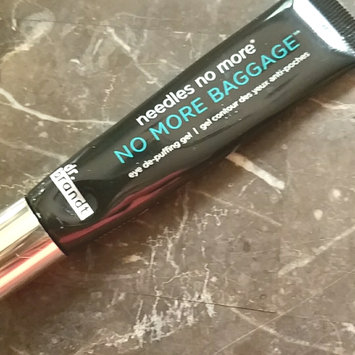 needles no more®
NO MORE BAGGAGE™
eye de-puffing gel | gel contour des yeux anti-poches
dr.
brandt